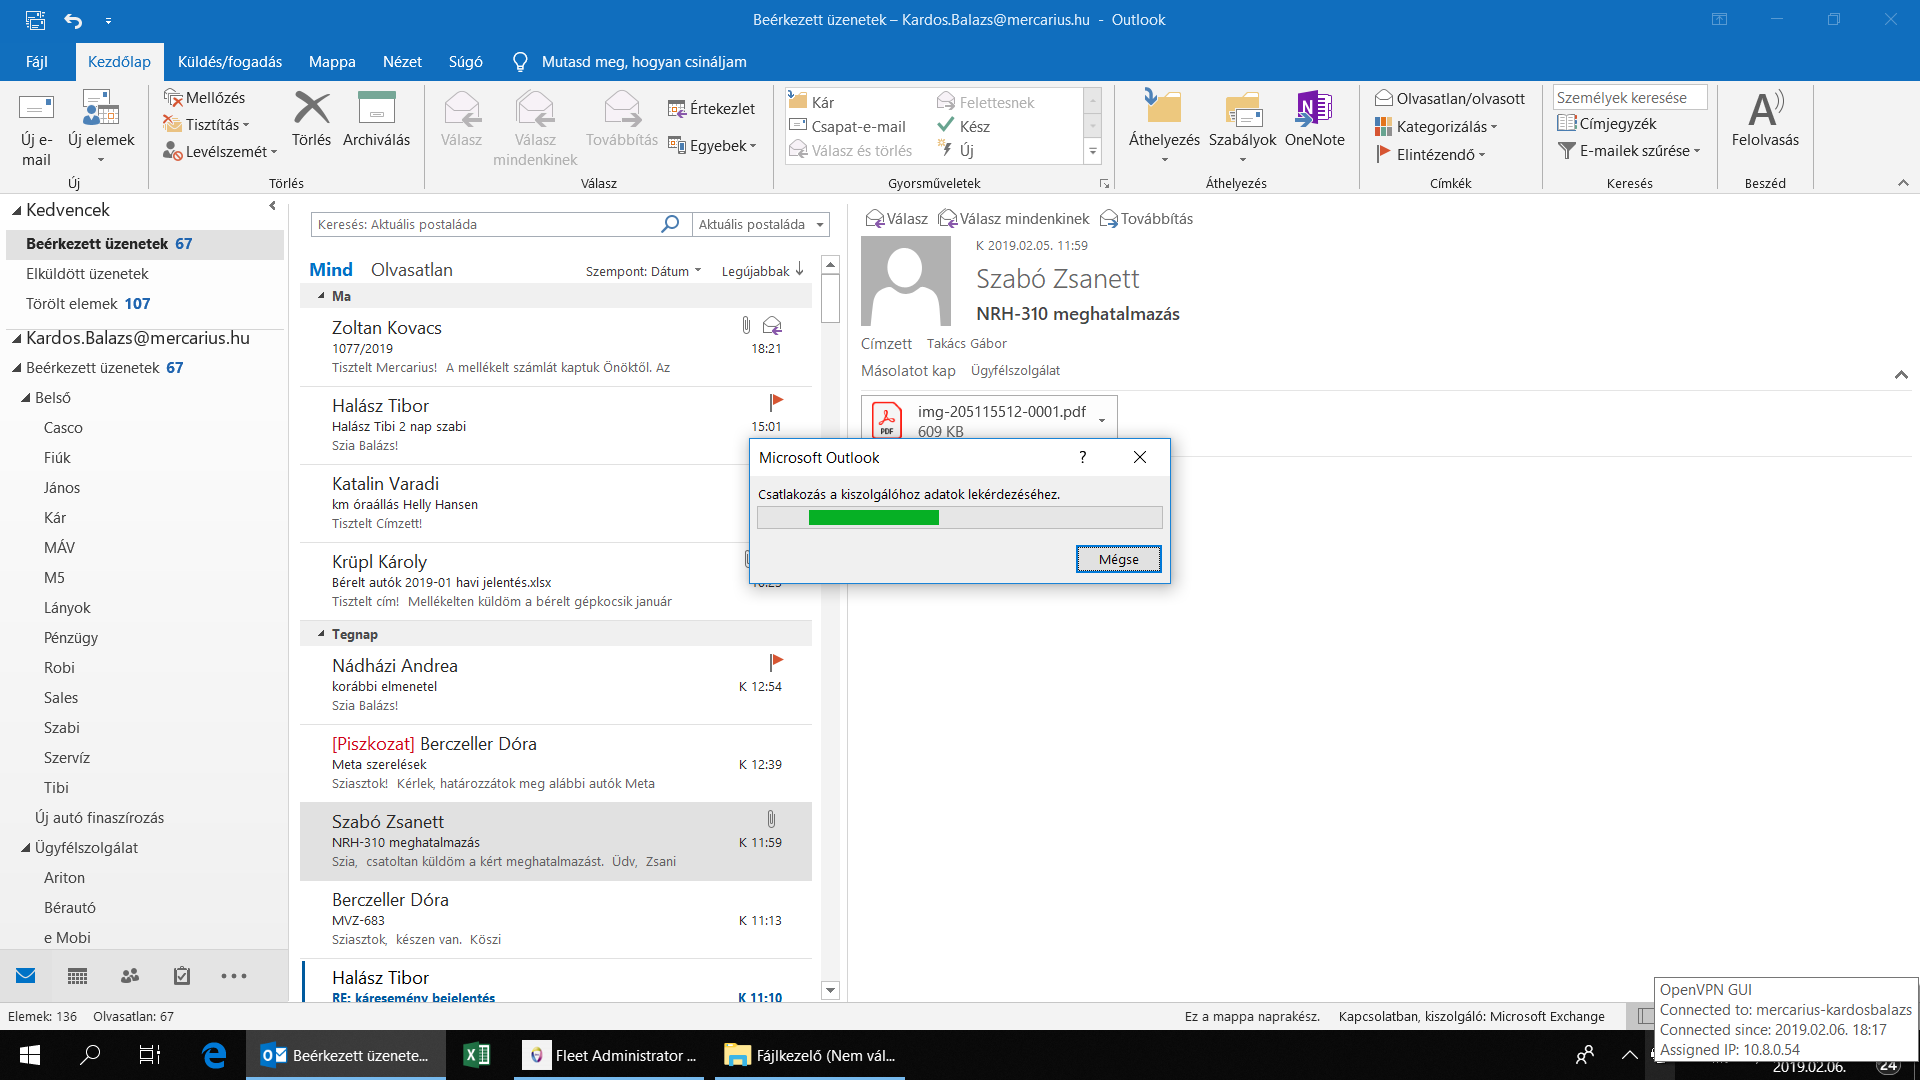 Beérkezett üzenetek – Kardos.Balazs@mercarius.hu - Outlook
Fájl Kezdőlap Küldés/fogadás Mappa Nézet Súgó Mutasd meg, hogyan csináljam
Új e-mail
Új elemek
Új
Mellőzés
Tisztítás
Levélszemét
Törlés
Archiválás
Törlés
Válasz
Válasz mindenkinek
Továbbítás
Értekezlet
Egyebek
Válasz
Kár
Csapat-e-mail
Válasz és törlés
Felettesnek
Kész
Új
Gyorsműveletek
Áthelyezés
Szabályok
OneNote
Áthelyezés
Olvasatlan/olvasott
Kategorizálás
Elintézendő
Címkék
Személyek keresése
Címjegyzék
E-mailek szűrése
Keresés
Felolvasás
Beszéd
Kedvencek
Beérkezett üzenetek 67
Elküldött üzenetek
Törölt elemek 107
Kardos.Balazs@mercarius.hu
Beérkezett üzenetek 67
Belső
Casco
Fiúk
János
Kár
MÁV
M5
Lányok
Pénzügy
Robi
Sales
Szabi
Szervíz
Tibi
Új autó finaszírozás
Ügyfélszolgálat
Ariton
Bérautó
e Mobi
Keresés: Aktuális postaláda
Aktuális postaláda
Mind Olvasatlan
Szempont: Dátum Legújabbak
Ma
Zoltan Kovacs
1077/2019 18:21
Tisztelt Mercarius! A mellékelt számlát kaptuk Önöktől. Az
Halász Tibor
Halász Tibi 2 nap szabi 15:01
Szia Balázs!
Katalin Varadi
km óraállás Helly Hansen
Tisztelt Címzett!
Krüpl Károly
Bérelt autók 2019-01 havi jelentés.xlsx
Tisztelt cím! Mellékelten küldöm a bérelt gépkocsik január
Tegnap
Nádházi Andrea
korábbi elmenetel K 12:54
Szia Balázs!
[Piszkozat] Berczeller Dóra
Meta szerelések K 12:39
Sziasztok! Kérlek, határozzátok meg alábbi autók Meta
Szabó Zsanett
NRH-310 meghatalmazás K 11:59
Szia, csatoltan küldöm a kért meghatalmazást. Üdv, Zsani
Berczeller Dóra
MVZ-683 K 11:13
Sziasztok, készen van. Köszi
Halász Tibor
RE: káresemény bejelentés K 11:10
Válasz Válasz mindenkinek Továbbítás
K 2019.02.05. 11:59
Szabó Zsanett
NRH-310 meghatalmazás
Címzett Takács Gábor
Másolatot kap Ügyfélszolgálat
PDF
img-205115512-0001.pdf
609 KB
Microsoft Outlook ?
Csatlakozás a kiszolgálóhoz adatok lekérdezéséhez.
Mégse
Elemek: 136 Olvasatlan: 67
Ez a mappa naprakész. Kapcsolatban, kiszolgáló: Microsoft Exchange
OpenVPN GUI
Connected to: mercarius-kardosbalazs
Connected since: 2019.02.06. 18:17
Assigned IP: 10.8.0.54
Beérkezett üzenete...
Fleet Administrator ...
Fájlkezelő (Nem vál...
2019.02.06.
24